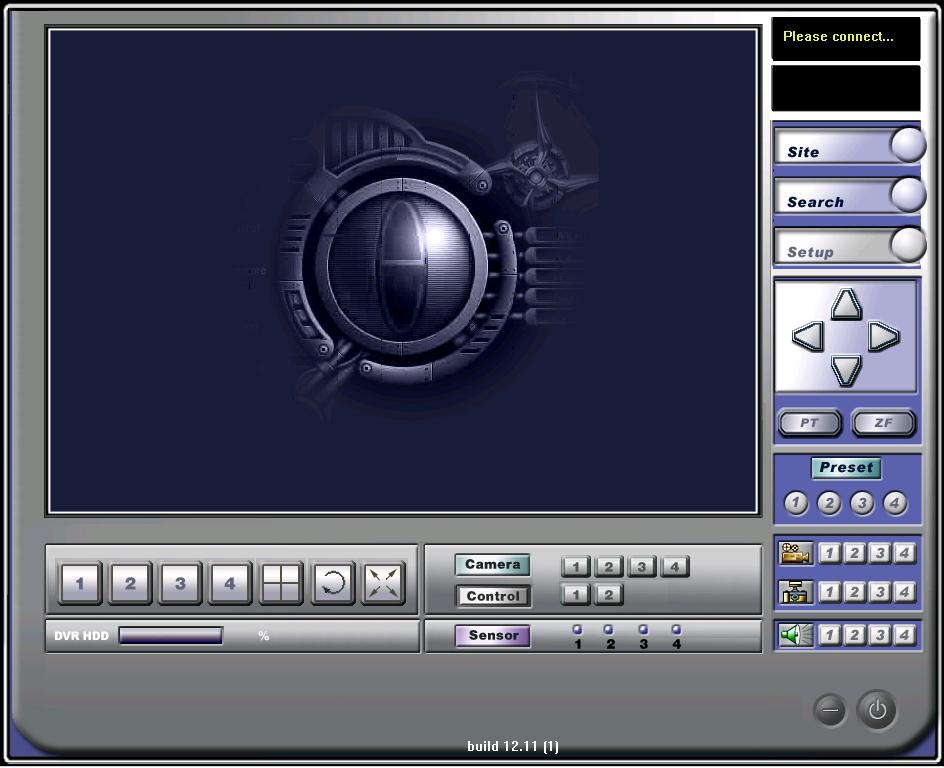 Please connect...
Site
Search
Setup
PT ZF
Preset
1 2 3 4
1 2 3 4
1 2 3 4
1 2 3 4
1 2 3 4
Camera 1 2 3 4
Control 1 2
DVR HDD %
Sensor 1 2 3 4
build 12.11 (1)